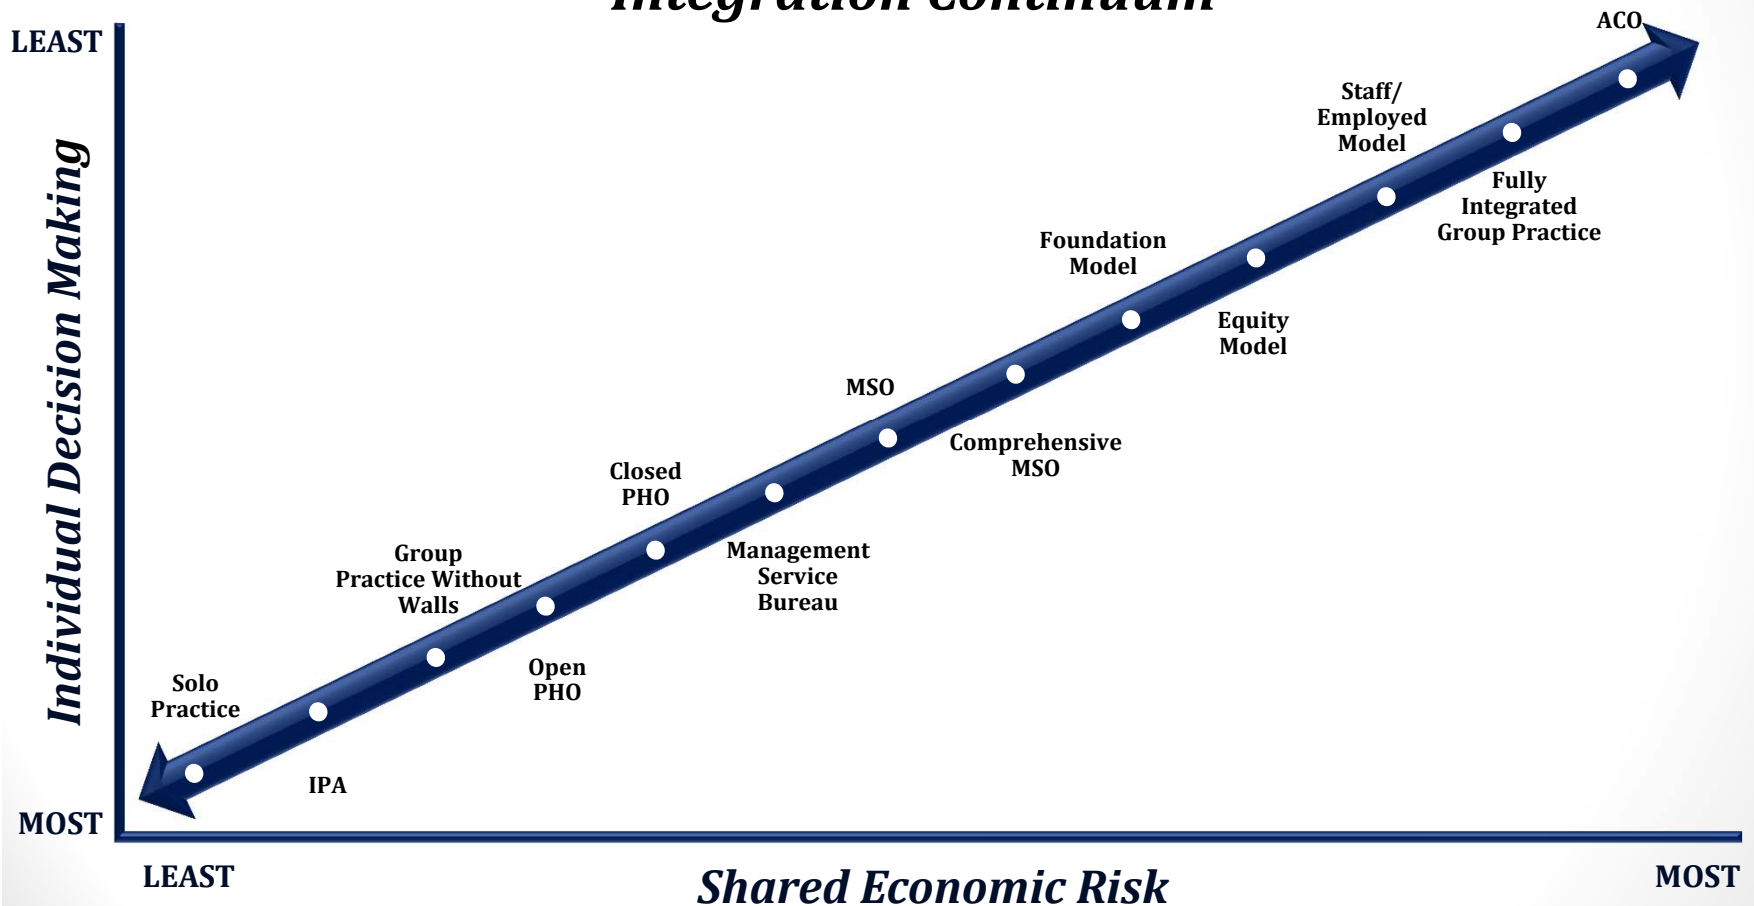 Integration Continuum
LEAST
ACO
Staff/
Employed
Model
Fully
Integrated
Group Practice
Foundation
Model
Equity
Model
Individual Decision Making
MSO
Comprehensive
MSO
Closed
PHO
Management
Service
Bureau
Group
Practice Without
Walls
Open
PHO
Solo
Practice
IPA
MOST
LEAST
Shared Economic Risk
MOST